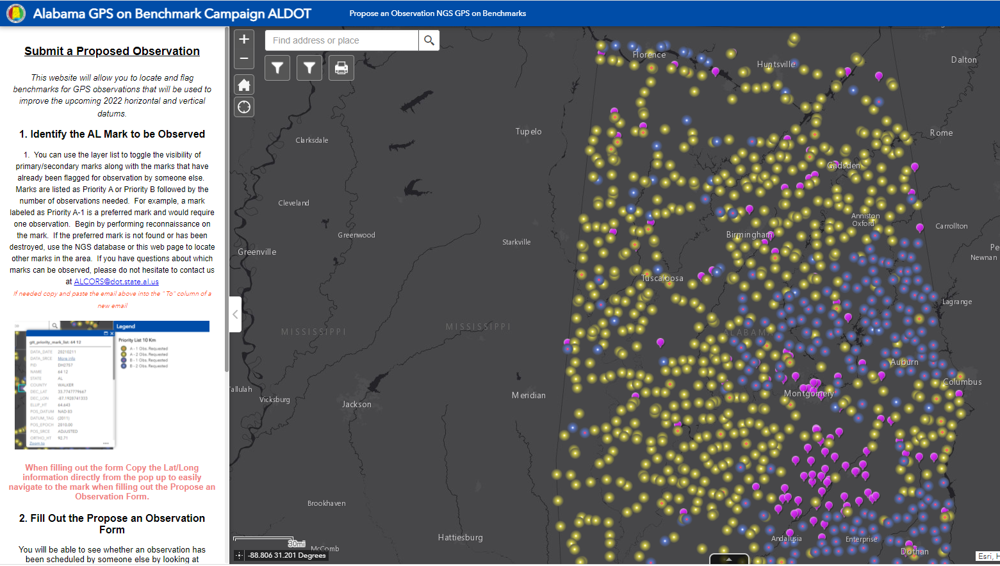 Alabama GPS on Benchmark Campaign ALDOT
Propose an Observation NGS GPS on Benchmarks
Submit a Proposed Observation
This website will allow you to locate and flag
benchmarks for GPS observations that will be used to
improve the upcoming 2022 horizontal and vertical
datums.
1. Identify the AL Mark to be Observed
1. You can use the layer list to toggle the visibility of
primary/secondary marks along with the marks that have
already been flagged for observation by someone else.
Marks are listed as Priority A or Priority B followed by the
number of observations needed. For example, a mark
labeled as Priority A-1 is a preferred mark and would require
one observation. Begin by performing reconnaissance on
the mark. If the preferred mark is not found or has been
destroyed, use the NGS database or this web page to locate
other marks in the area. If you have questions about which
marks can be observed, please do not hesitate to contact us
at ALCORS@dot.state.al.us
If needed copy and paste the email above into the "To" column of a
new email
Legend
Priority List 10 Km
A - 1 Obs. Requested
A - 2 Obs. Requested
B - 1 Obs. Requested
B - 2 Obs. Requested
git_priority_mark_list: 64 12
DATA_DATE 20210211
DATA_SRCE More info
PID DH2757
NAME 64 12
STATE AL
COUNTY WALKER
DEC_LAT 33.7747779667
DEC_LON -87.1928741333
ELLIP_HT 64.643
POS_DATUM NAD 83
DATUM_TAG (2011)
POS_EPOCH 2010.00
POS_SRCE ADJUSTED
ORTHO_HT 92.71
Zoom to
When filling out the form Copy the Lat/Long
information directly from the pop up to easily
navigate to the mark when filling out the Propose an
Observation Form.
2. Fill Out the Propose an Observation
Form
You will be able to see whether an observation has
been scheduled by someone else by looking at
+
−
Find address or place
Florence
Huntsville
Dalton
Tupelo
Rome
Clarksdale
Gadsden
Cleveland
Anniston
Oxford
Carrollton
Greenwood
Birmingham
Starkville
Greenville
Pe
Newnan
Tuscaloosa
Lagrange
MISSISSIPPI
MISSISSIPPI
ALABAMA
Auburn
Columbus
Tallulah
Vicksburg
Jackson
Meridian
Montgomery
Brookhaven
Hattiesburg
Andalusia
Enterprise
McComb
Dothan
30mi
-88.806 31.201 Degrees
Esri, H